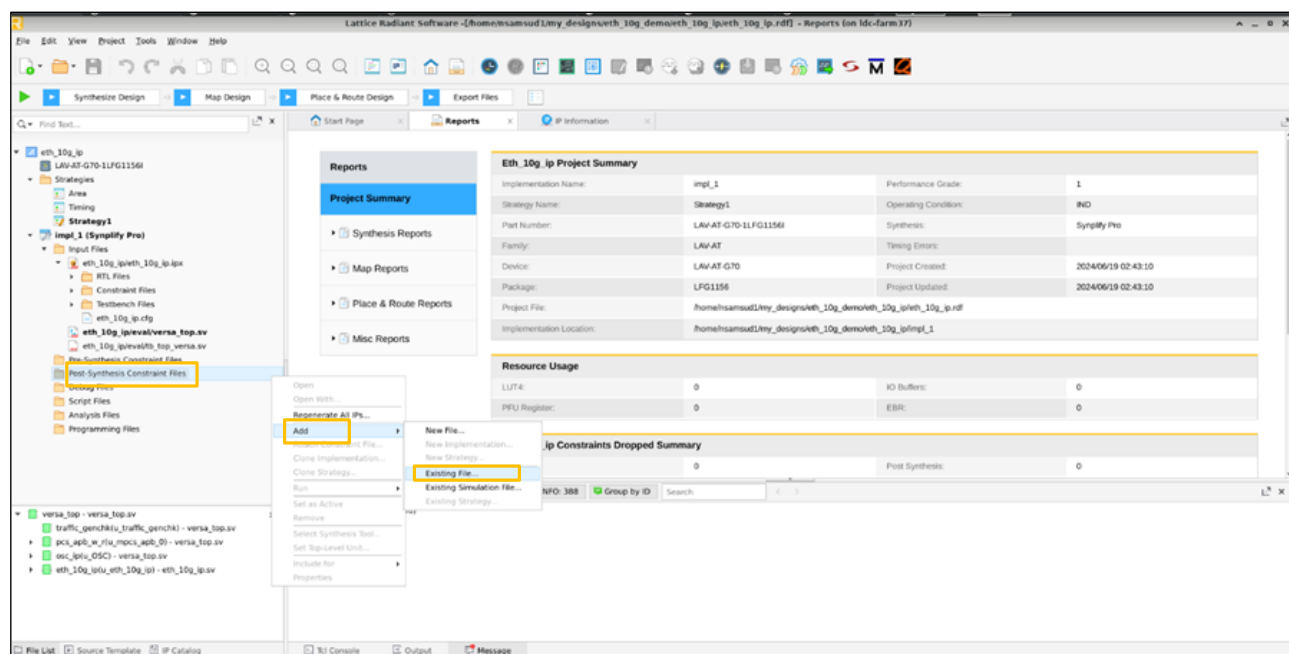 Lattice Radiant Software -[/home/nsamsud1/my_designs/eth_10g_demo/eth_10g_ip/eth_10g_ip.rdf] - Reports (on ldc-farm37)
File Edit View Project Tools Window Help
Synthesize Design Map Design Place & Route Design Export Files
Find Text...
Start Page Reports IP Information
eth_10g_ip
LAV-AT-G70-1LFG1156I
Strategies
Area
Timing
Strategy1
impl_1 (Synplify Pro)
Input Files
eth_10g_ip/eth_10g_ip.ipx
RTL Files
Constraint Files
Testbench Files
eth_10g_ip.cfg
eth_10g_ip/eval/versa_top.sv
eth_10g_ip/eval/tb_top_versa.sv
Pre-Synthesis Constraint Files
Post-Synthesis Constraint Files
Debug Files
Script Files
Analysis Files
Programming Files
Reports
Project Summary
Synthesis Reports
Map Reports
Place & Route Reports
Misc Reports
Eth_10g_ip Project Summary
Implementation Name: impl_1 Performance Grade: 1
Strategy Name: Strategy1 Operating Condition: IND
Part Number: LAV-AT-G70-1LFG1156I Synthesis: Synplify Pro
Family: LAV-AT Timing Errors:
Device: LAV-AT-G70 Project Created: 2024/06/19 02:43:10
Package: LFG1156 Project Updated: 2024/06/19 02:43:10
Project File: /home/nsamsud1/my_designs/eth_10g_demo/eth_10g_ip/eth_10g_ip.rdf
Implementation Location: /home/nsamsud1/my_designs/eth_10g_demo/eth_10g_ip/impl_1
Resource Usage
LUT4: 0 IO Buffers: 0
PFU Register: 0 EBR: 0
_ip Constraints Dropped Summary
0 Post Synthesis: 0
Open
Open With...
Regenerate All IPs...
Add
Attach Constraint File...
Clone Implementation...
Clone Strategy...
Run
Set as Active
Remove
Select Synthesis Tool...
Set Top-Level Unit...
Include for
Properties
New File...
New Implementation...
New Strategy...
Existing File...
Existing Simulation File...
Existing Strategy...
INFO: 388 Group by ID Search
versa_top - versa_top.sv
traffic_genchk(u_traffic_genchk) - versa_top.sv
pcs_apb_w_r(u_mpcs_apb_0) - versa_top.sv
osc_ip(u_OSC) - versa_top.sv
eth_10g_ip(u_eth_10g_ip) - eth_10g_ip.sv
File List Source Template IP Catalog
Tcl Console Output Message